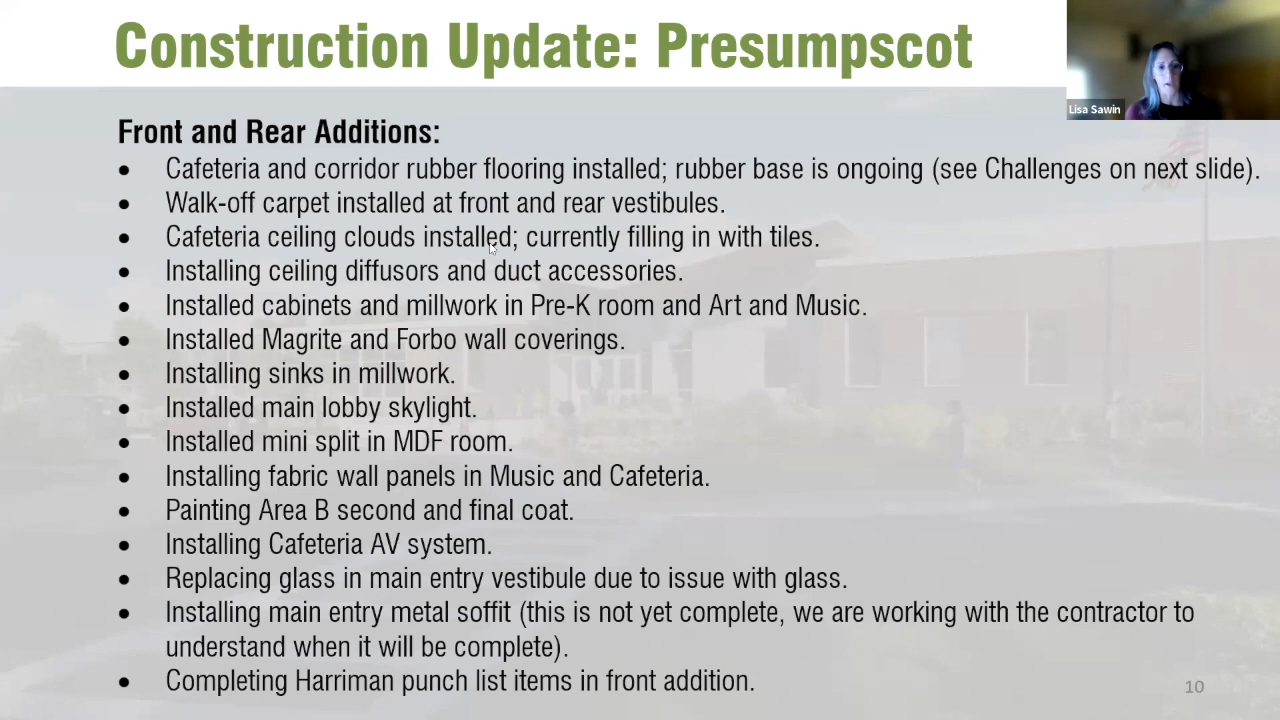 Construction Update: Presumpscot
Lisa Sawin
Front and Rear Additions:
• Cafeteria and corridor rubber flooring installed; rubber base is ongoing (see Challenges on next slide).
• Walk-off carpet installed at front and rear vestibules.
• Cafeteria ceiling clouds installed; currently filling in with tiles.
• Installing ceiling diffusors and duct accessories.
• Installed cabinets and millwork in Pre-K room and Art and Music.
• Installed Magrite and Forbo wall coverings.
• Installing sinks in millwork.
• Installed main lobby skylight.
• Installed mini split in MDF room.
• Installing fabric wall panels in Music and Cafeteria.
• Painting Area B second and final coat.
• Installing Cafeteria AV system.
• Replacing glass in main entry vestibule due to issue with glass.
• Installing main entry metal soffit (this is not yet complete, we are working with the contractor to
understand when it will be complete).
• Completing Harriman punch list items in front addition.
10